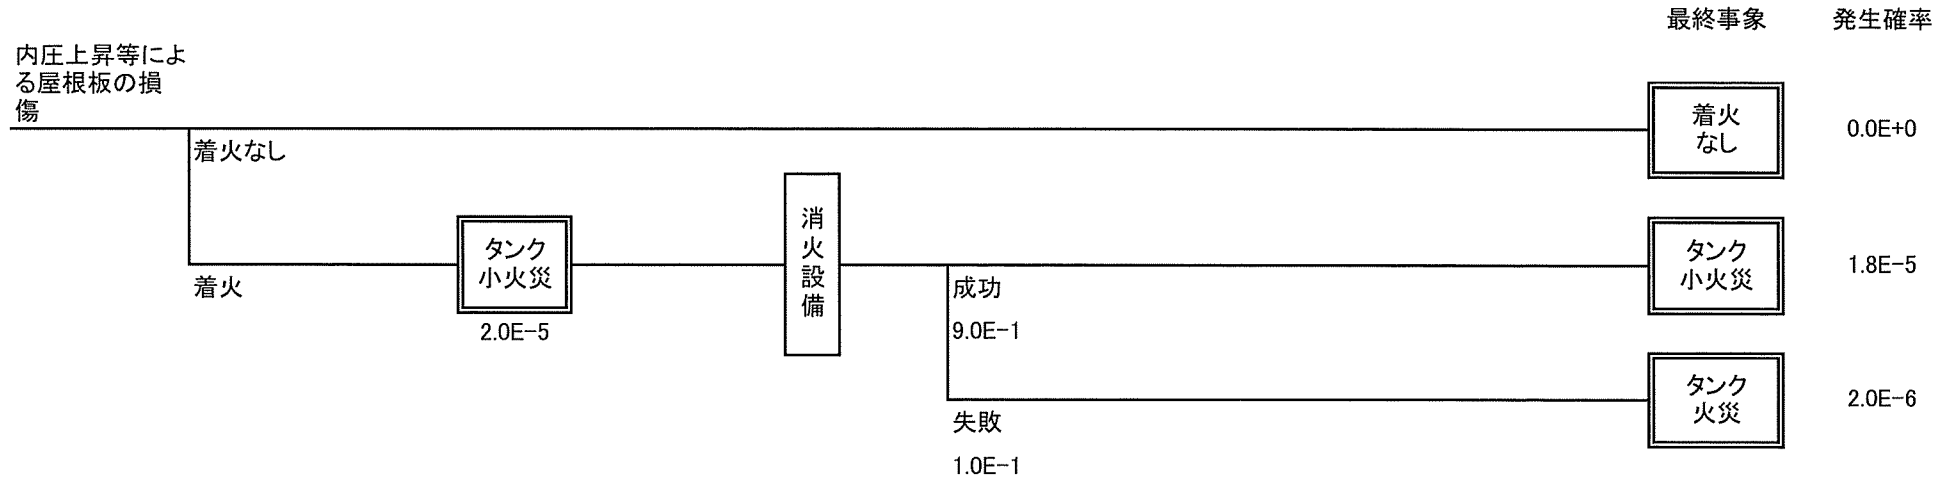 最終事象 発生確率
内圧上昇等によ
る屋根板の損
傷
着火
なし
0.0E+0
着火なし
消火設備
タンク
小火災
2.0E-5
着火
タンク
小火災
1.8E-5
成功
9.0E-1
タンク
火災
2.0E-6
失敗
1.0E-1